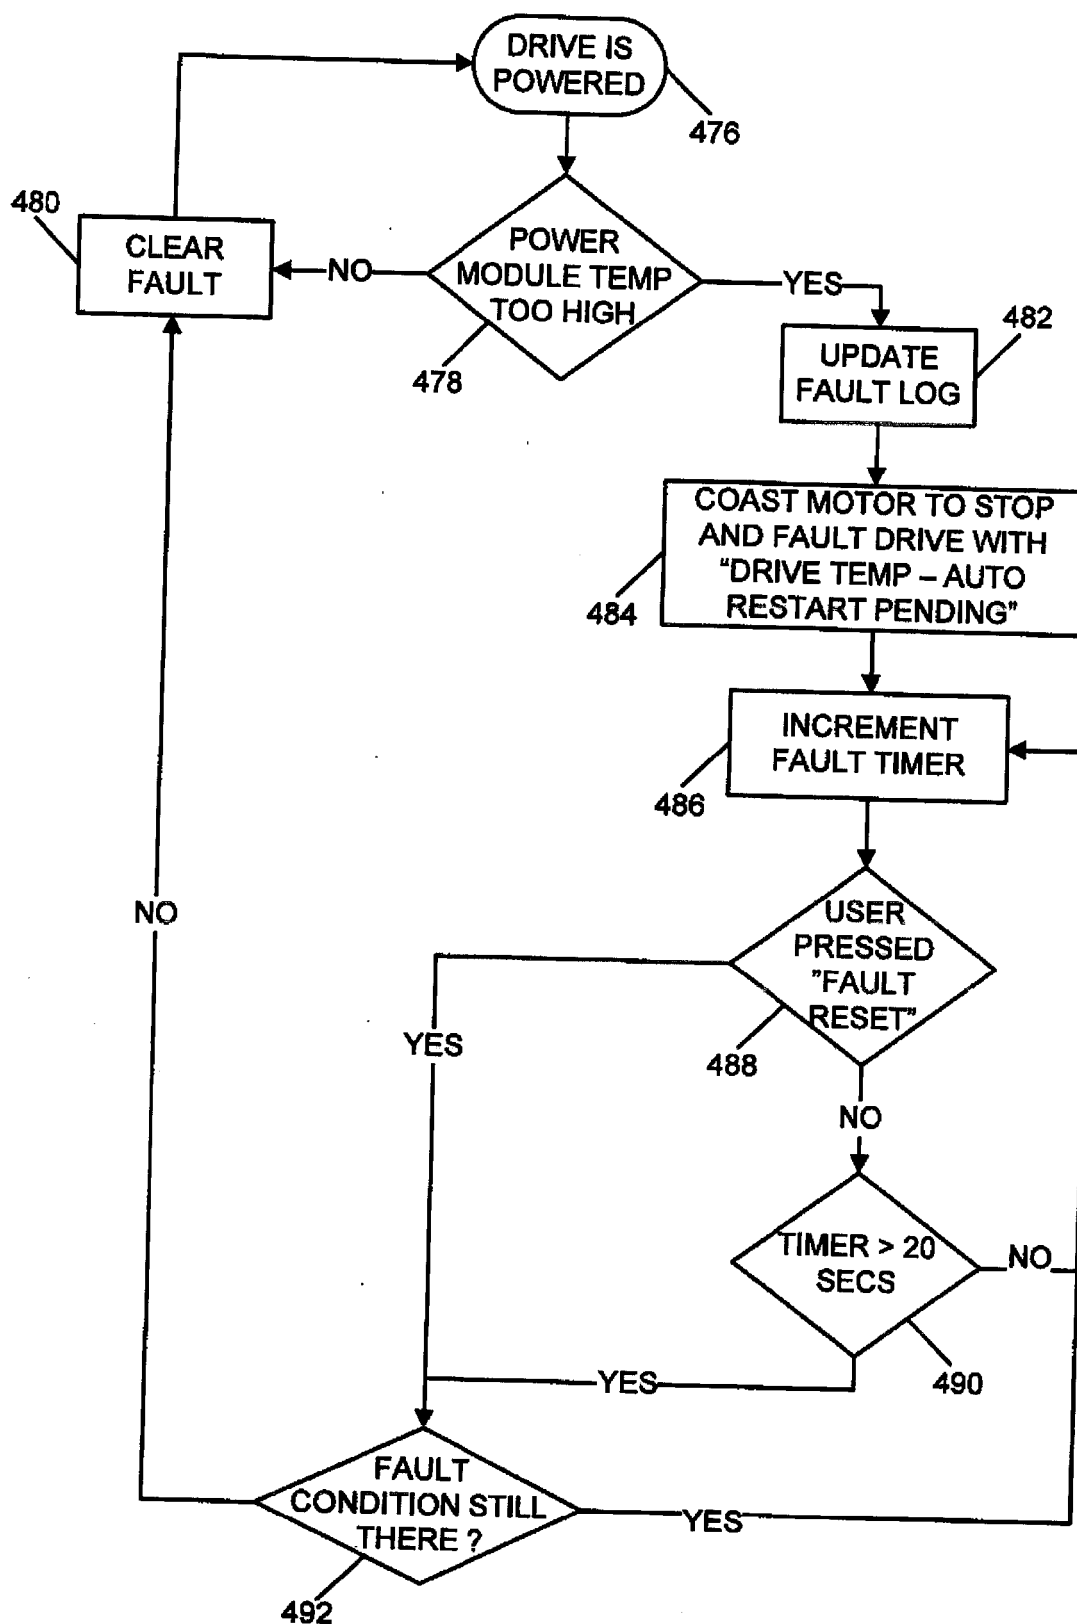 DRIVE IS
POWERED
476
480
CLEAR
FAULT
NO
POWER
MODULE TEMP
TOO HIGH
478
YES
482
UPDATE
FAULT LOG
COAST MOTOR TO STOP
AND FAULT DRIVE WITH
"DRIVE TEMP – AUTO
RESTART PENDING"
484
INCREMENT
FAULT TIMER
486
NO
USER
PRESSED
"FAULT
RESET"
488
YES
NO
TIMER > 20
SECS
NO
490
YES
FAULT
CONDITION STILL
THERE ?
YES
492